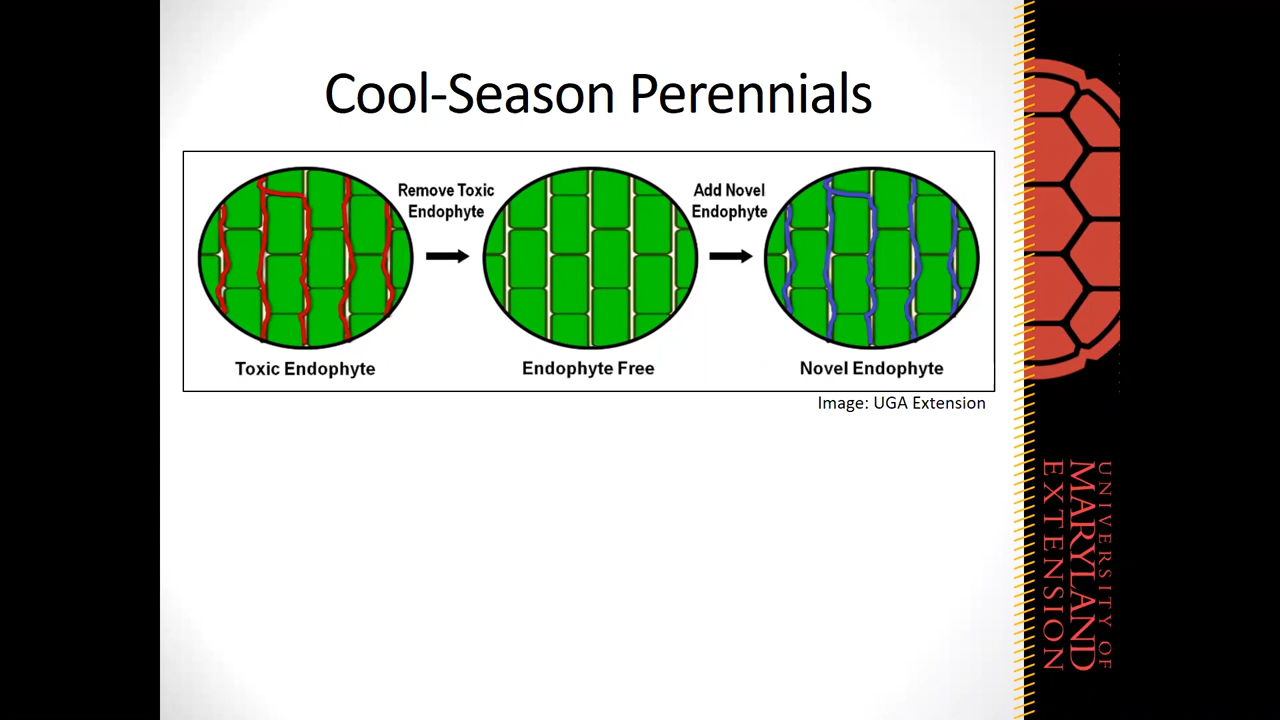 Cool-Season Perennials
Remove Toxic
Endophyte
Add Novel
Endophyte
Toxic Endophyte
Endophyte Free
Novel Endophyte
Image: UGA Extension
UNIVERSITY OF
MARYLAND
EXTENSION